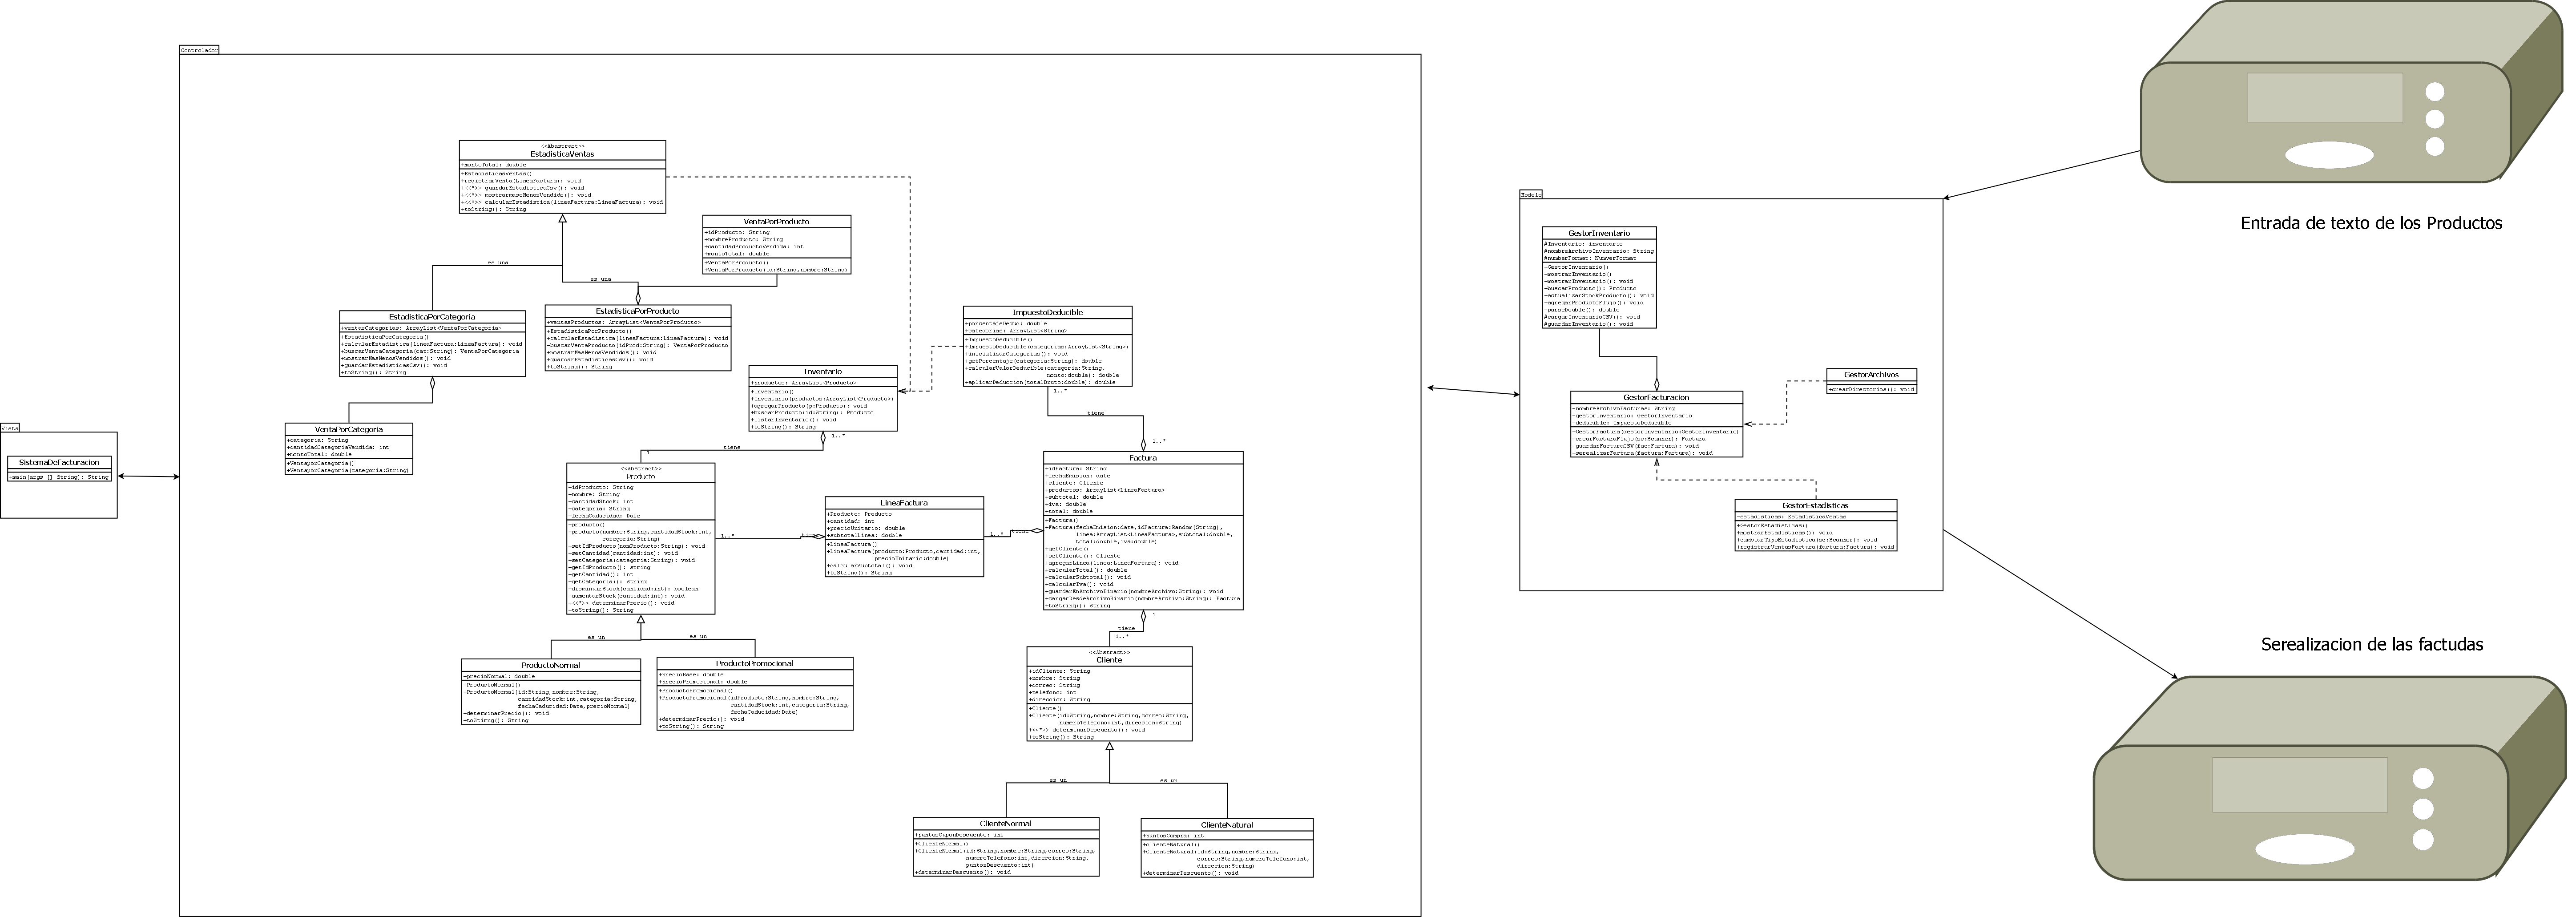 Controlador
<<Abastract>>
EstadisticaVentas
+montoTotal: double
+EstadisticasVentas()
+registrarVenta(LineaFactura): void
+<<*>> guardarEstadisticaCsv(): void
+<<*>> mostrarmasoMenosVendido(): void
+<<*>> calcularEstadistica(lineaFactura:LineaFactura): void
+toString(): String
VentaPorProducto
+idProducto: String
+nombreProducto: String
+cantidadProductoVendida: int
+montoTotal: double
+VentaPorProducto()
+VentaPorProducto(id:String,nombre:String)
es una
es una
EstadisticaPorCategoria
+ventasCategorias: ArrayList<VentaPorCategoria>
+EstadisticaPorCategoria()
+calcularEstadistica(lineaFactura:LineaFactura): void
+buscarVentaCategoria(cat:String): VentaPorCategoria
+mostrarMasMenosVendidos(): void
+guardarEstadisticasCsv(): void
+toString(): String
EstadisticaPorProducto
+ventasProductos: ArrayList<VentaPorProducto>
+EstadisticaPorProducto()
+calcularEstadistica(lineaFactura:LineaFactura): void
-buscarVentaProducto(idProd:String): VentaPorProducto
+mostrarMasMenosVendidos(): void
+guardarEstadisticasCsv(): void
+toString(): String
ImpuestoDeducible
+porcentajeDeduc: double
+categorias: ArrayList<String>
+ImpuestoDeducible()
+ImpuestoDeducible(categorias:ArrayList<String>)
+inicializarCategorias(): void
+getPorcentaje(categoria:String): double
+calcularValorDeducible(categoria:String,
monto:double): double
+aplicarDeduccion(totalBruto:double): double
1..*
tiene
1..*
Inventario
+productos: ArrayList<Producto>
+Inventario()
+Inventario(productos:ArrayList<Producto>)
+agregarProducto(p:Producto): void
+buscarProducto(id:String): Producto
+listarInventario(): void
+toString(): String
1..*
tiene
1
VentaPorCategoria
+categoria: String
+cantidadCategoriaVendida: int
+montoTotal: double
+VentaporCategoria()
+VentaporCategoria(categoria:String)
Vista
SistemaDeFacturacion
+main(args [] String): String
<<Abstract>>
Producto
+idProducto: String
+nombre: String
+cantidadStock: int
+categoria: String
+fechaCaducidad: Date
+producto()
+producto(nombre:String,cantidadStock:int,
categoria:String)
+setIdProducto(nomProducto:String): void
+setCantidad(cantidad:int): void
+setCategoria(categoria:String): void
+getIdProducto(): string
+getCantidad(): int
+getCategoria(): String
+disminuirStock(cantidad:int): boolean
+aumentarStock(cantidad:int): void
+<<*>> determinarPrecio(): void
+toString(): String
1..*
tiene
LineaFactura
+Producto: Producto
+cantidad: int
+precioUnitario: double
+subtotalLinea: double
+LineaFactura()
+LineaFactura(producto:Producto,cantidad:int,
precioUnitario:double)
+calcularSubtotal(): void
+toString(): String
1..*
tiene
Factura
+idFactura: String
+fechaEmision: date
+cliente: Cliente
+productos: ArrayList<LineaFactura>
+subtotal: double
+iva: double
+total: double
+Factura()
+Factura(fechaEmision:date,idFactura:Random(String),
linea:ArrayList<LineaFactura>,subtotal:double,
total:double,iva:double)
+getCliente()
+setCliente(): Cliente
+agregarLinea(linea:LineaFactura): void
+calcularTotal(): double
+calcularSubtotal(): void
+calcularIva(): void
+guardarEnArchivoBinario(nombreArchivo:String): void
+cargarDesdeArchivoBinario(nombreArchivo:String): Factura
+toString(): String
1
tiene
1..*
es un
es un
ProductoNormal
+precioNormal: double
+ProductoNormal()
+ProductoNormal(id:String,nombre:String,
cantidadStock:int,categoria:String,
fechaCaducidad:Date,precioNormal)
+determinarPrecio(): void
+toStirng(): String
ProductoPromocional
+precioBase: double
+precioPromocional: double
+ProductoPromocional()
+ProductoPromocional(idProducto:String,nombre:String,
cantidadStock:int,categoria:String,
fechaCaducidad:Date)
+determinarPrecio(): void
+toString(): String
<<Abstract>>
Cliente
+idCliente: String
+nombre: String
+correo: String
+telefono: int
+direccion: String
+Cliente()
+Cliente(id:String,nombre:String,correo:String,
numeroTelefono:int,direccion:String)
+<<*>> determinarDescuento(): void
+toString(): String
es un
es un
ClienteNormal
+puntosCuponDescuento: int
+ClienteNormal()
+ClienteNormal(id:String,nombre:String,correo:String,
numeroTelefono:int,direccion:String,
puntosDescuento:int)
+determinarDescuento(): void
ClienteNatural
+puntosCompra: int
+clienteNatural()
+ClienteNatural(id:String,nombre:String,
correo:String,numeroTelefono:int,
direccion:String)
+determinarDescuento(): void
Modelo
GestorInventario
#Inventario: inventario
#nombreArchivoInventario: String
#numberFormat: NumverFormat
+GestorInventario()
+mostrarInventario()
+mostrarInventario(): void
+buscarProducto(): Producto
+actualizarStockProducto(): void
+agregarProductoFlujo(): void
-parseDouble(): double
#cargarInventarioCSV(): void
#guardarInventario(): void
GestorArchivos
+crearDirectorios(): void
GestorFacturacion
-nombreArchivoFacturas: String
-gestorInventario: GestorInventario
-deducible: ImpuestoDeducible
+GestorFactura(gestorInventario:GestorInventario)
+crearFacturaFlujo(sc:Scanner): Factura
+guardarFacturaCSV(fac:Factura): void
+serealizarFactura(factura:Factura): void
GestorEstadisticas
-estadisticas: EstadisticaVentas
+GestorEstadisticas()
+mostrarEstadisticas(): void
+cambiarTipoEstadistica(sc:Scanner): void
+registrarVentasFactura(factura:Factura): void
Entrada de texto de los Productos
Serealizacion de las factudas